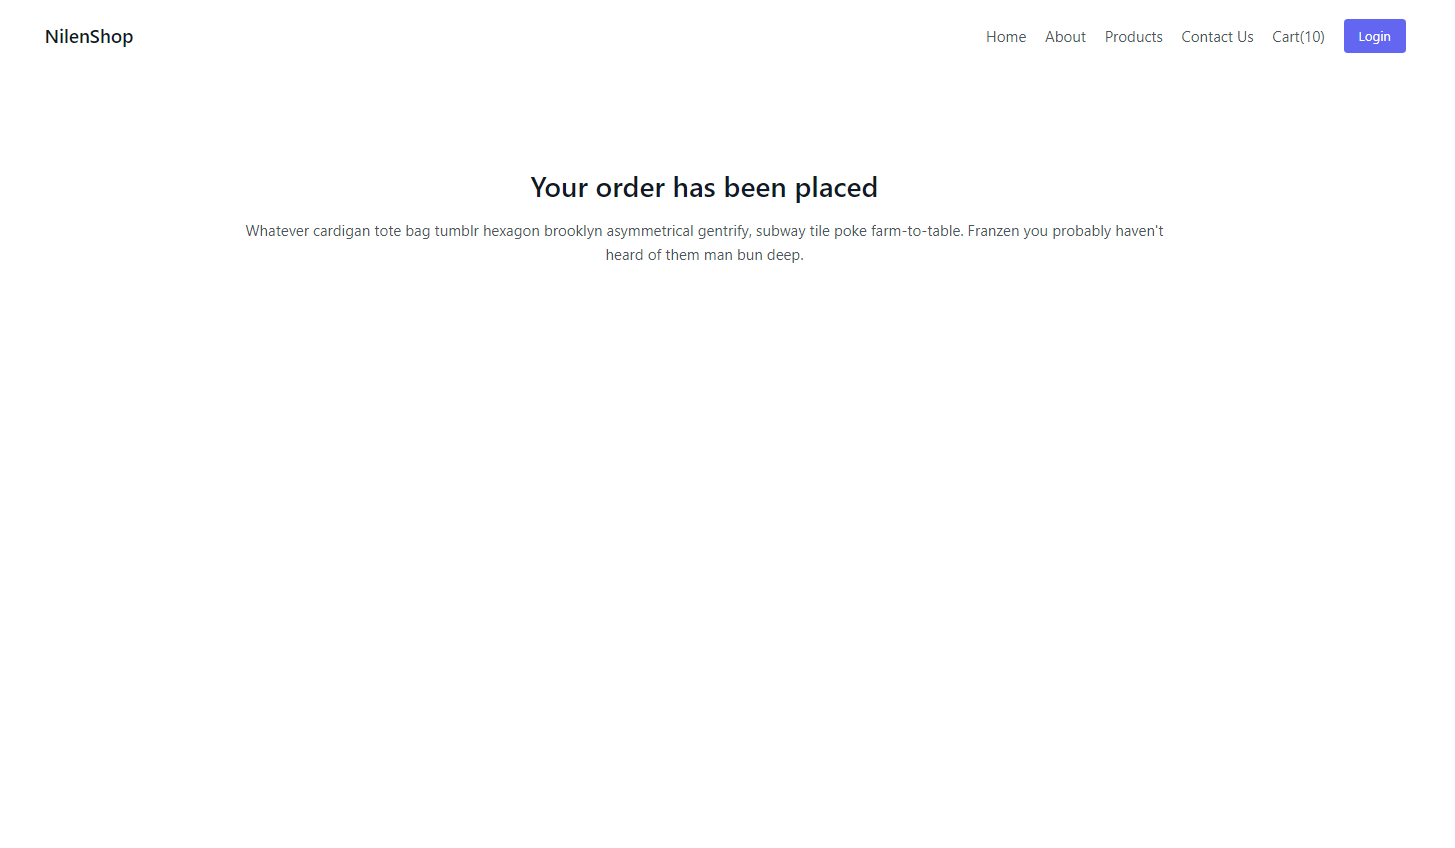 NilenShop
Home
About
Products
Contact Us
Cart(10)
Login
Your order has been placed
Whatever cardigan tote bag tumblr hexagon brooklyn asymmetrical gentrify, subway tile poke farm-to-table. Franzen you probably haven't
heard of them man bun deep.